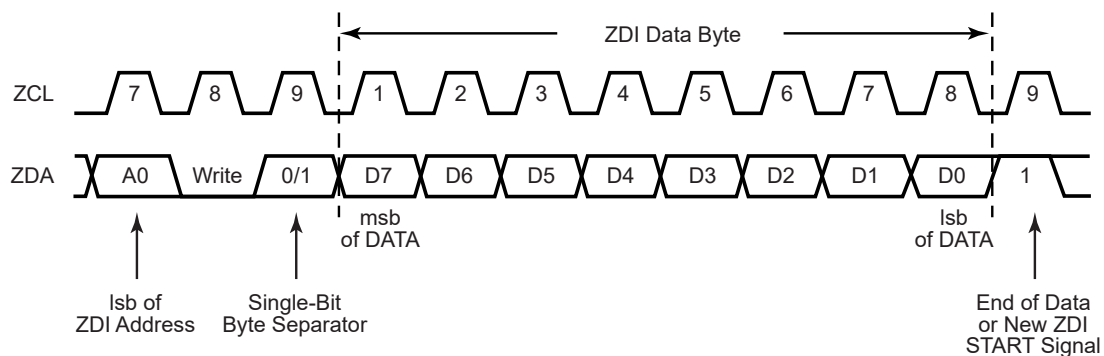 ZDI Data Byte
ZCL 7 8 9 1 2 3 4 5 6 7 8 9
ZDA A0 Write 0/1 D7 D6 D5 D4 D3 D2 D1 D0 1
msb
of DATA
lsb
of DATA
lsb of
ZDI Address
Single-Bit
Byte Separator
End of Data
or New ZDI
START Signal